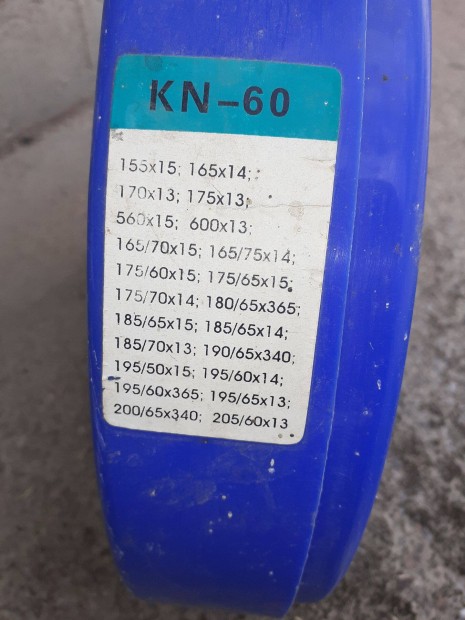 KN-60
155x15; 165x14;
170x13; 175x13;
560x15; 600x13;
165/70x15; 165/75x14;
175/60x15; 175/65x15;
175/70x14; 180/65x365;
185/65x15; 185/65x14;
185/70x13; 190/65x340;
195/50x15; 195/60x14;
195/60x365; 195/65x13;
200/65x340; 205/60x13